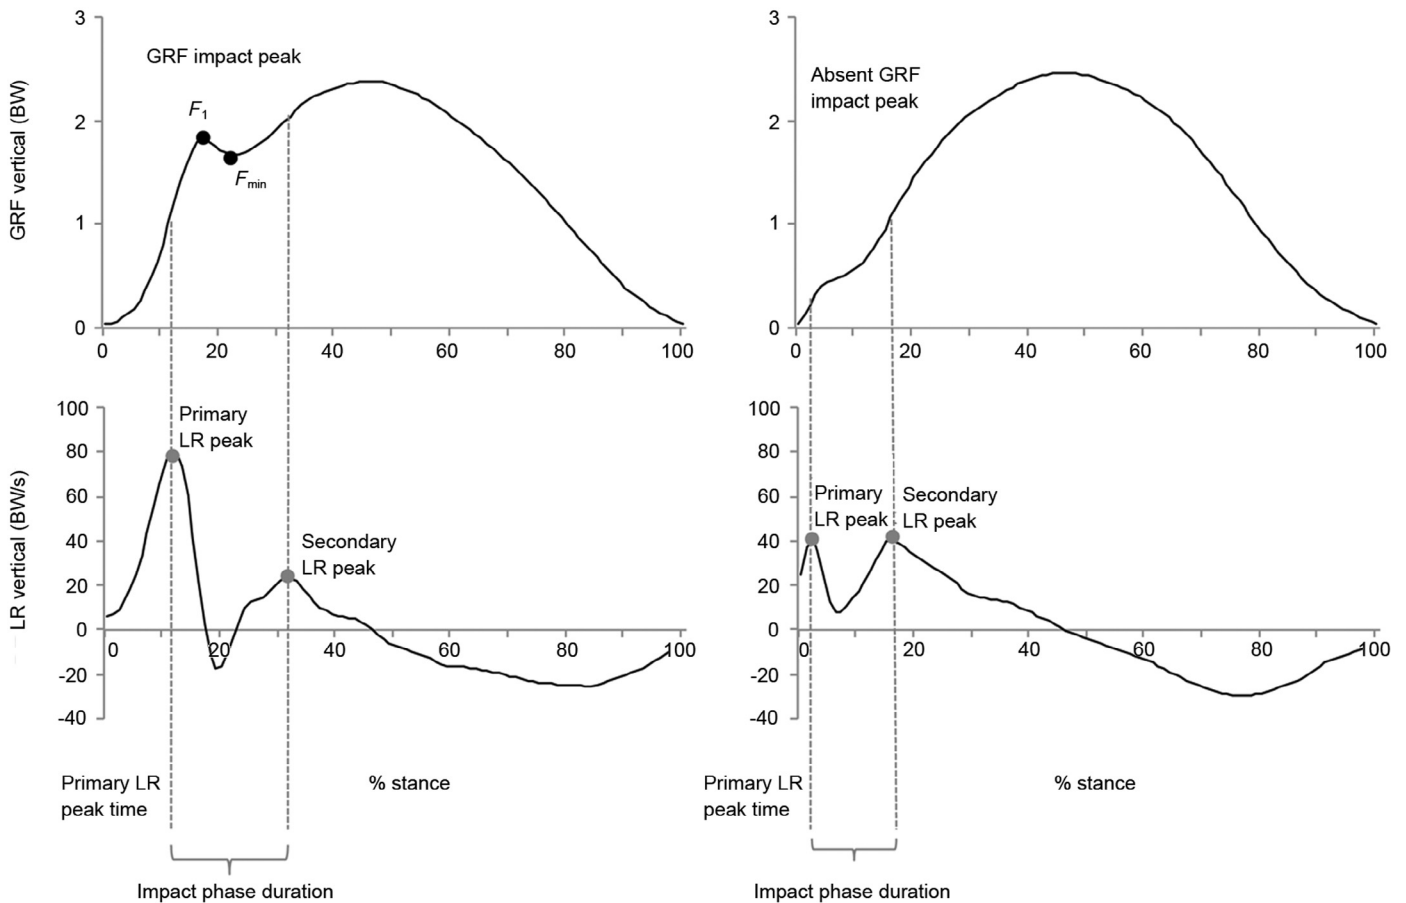 3
GRF impact peak
F1
2
Fmin
1
0
0 20 40 60 80 100
GRF vertical (BW)
3
Absent GRF
impact peak
2
1
0
0 20 40 60 80 100
100
Primary
LR peak
80
60
40
Secondary
LR peak
20
0
0 20 40 60 80 100
-20
-40
LR vertical (BW/s)
100
80
60
Primary
LR peak
Secondary
LR peak
40
20
0
0 20 40 60 80 100
-20
-40
Primary LR
peak time
% stance
Impact phase duration
Primary LR
peak time
% stance
Impact phase duration